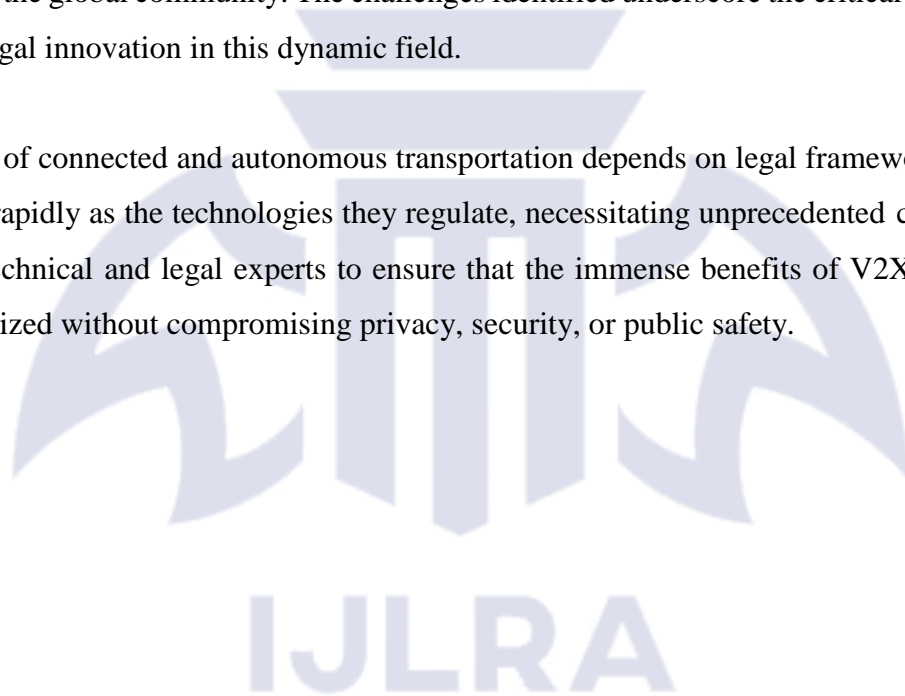 the global community. The challenges identified underscore the critical
gal innovation in this dynamic field.
of connected and autonomous transportation depends on legal framew
rapidly as the technologies they regulate, necessitating unprecedented c
chnical and legal experts to ensure that the immense benefits of V2X
ized without compromising privacy, security, or public safety.
IJLRA